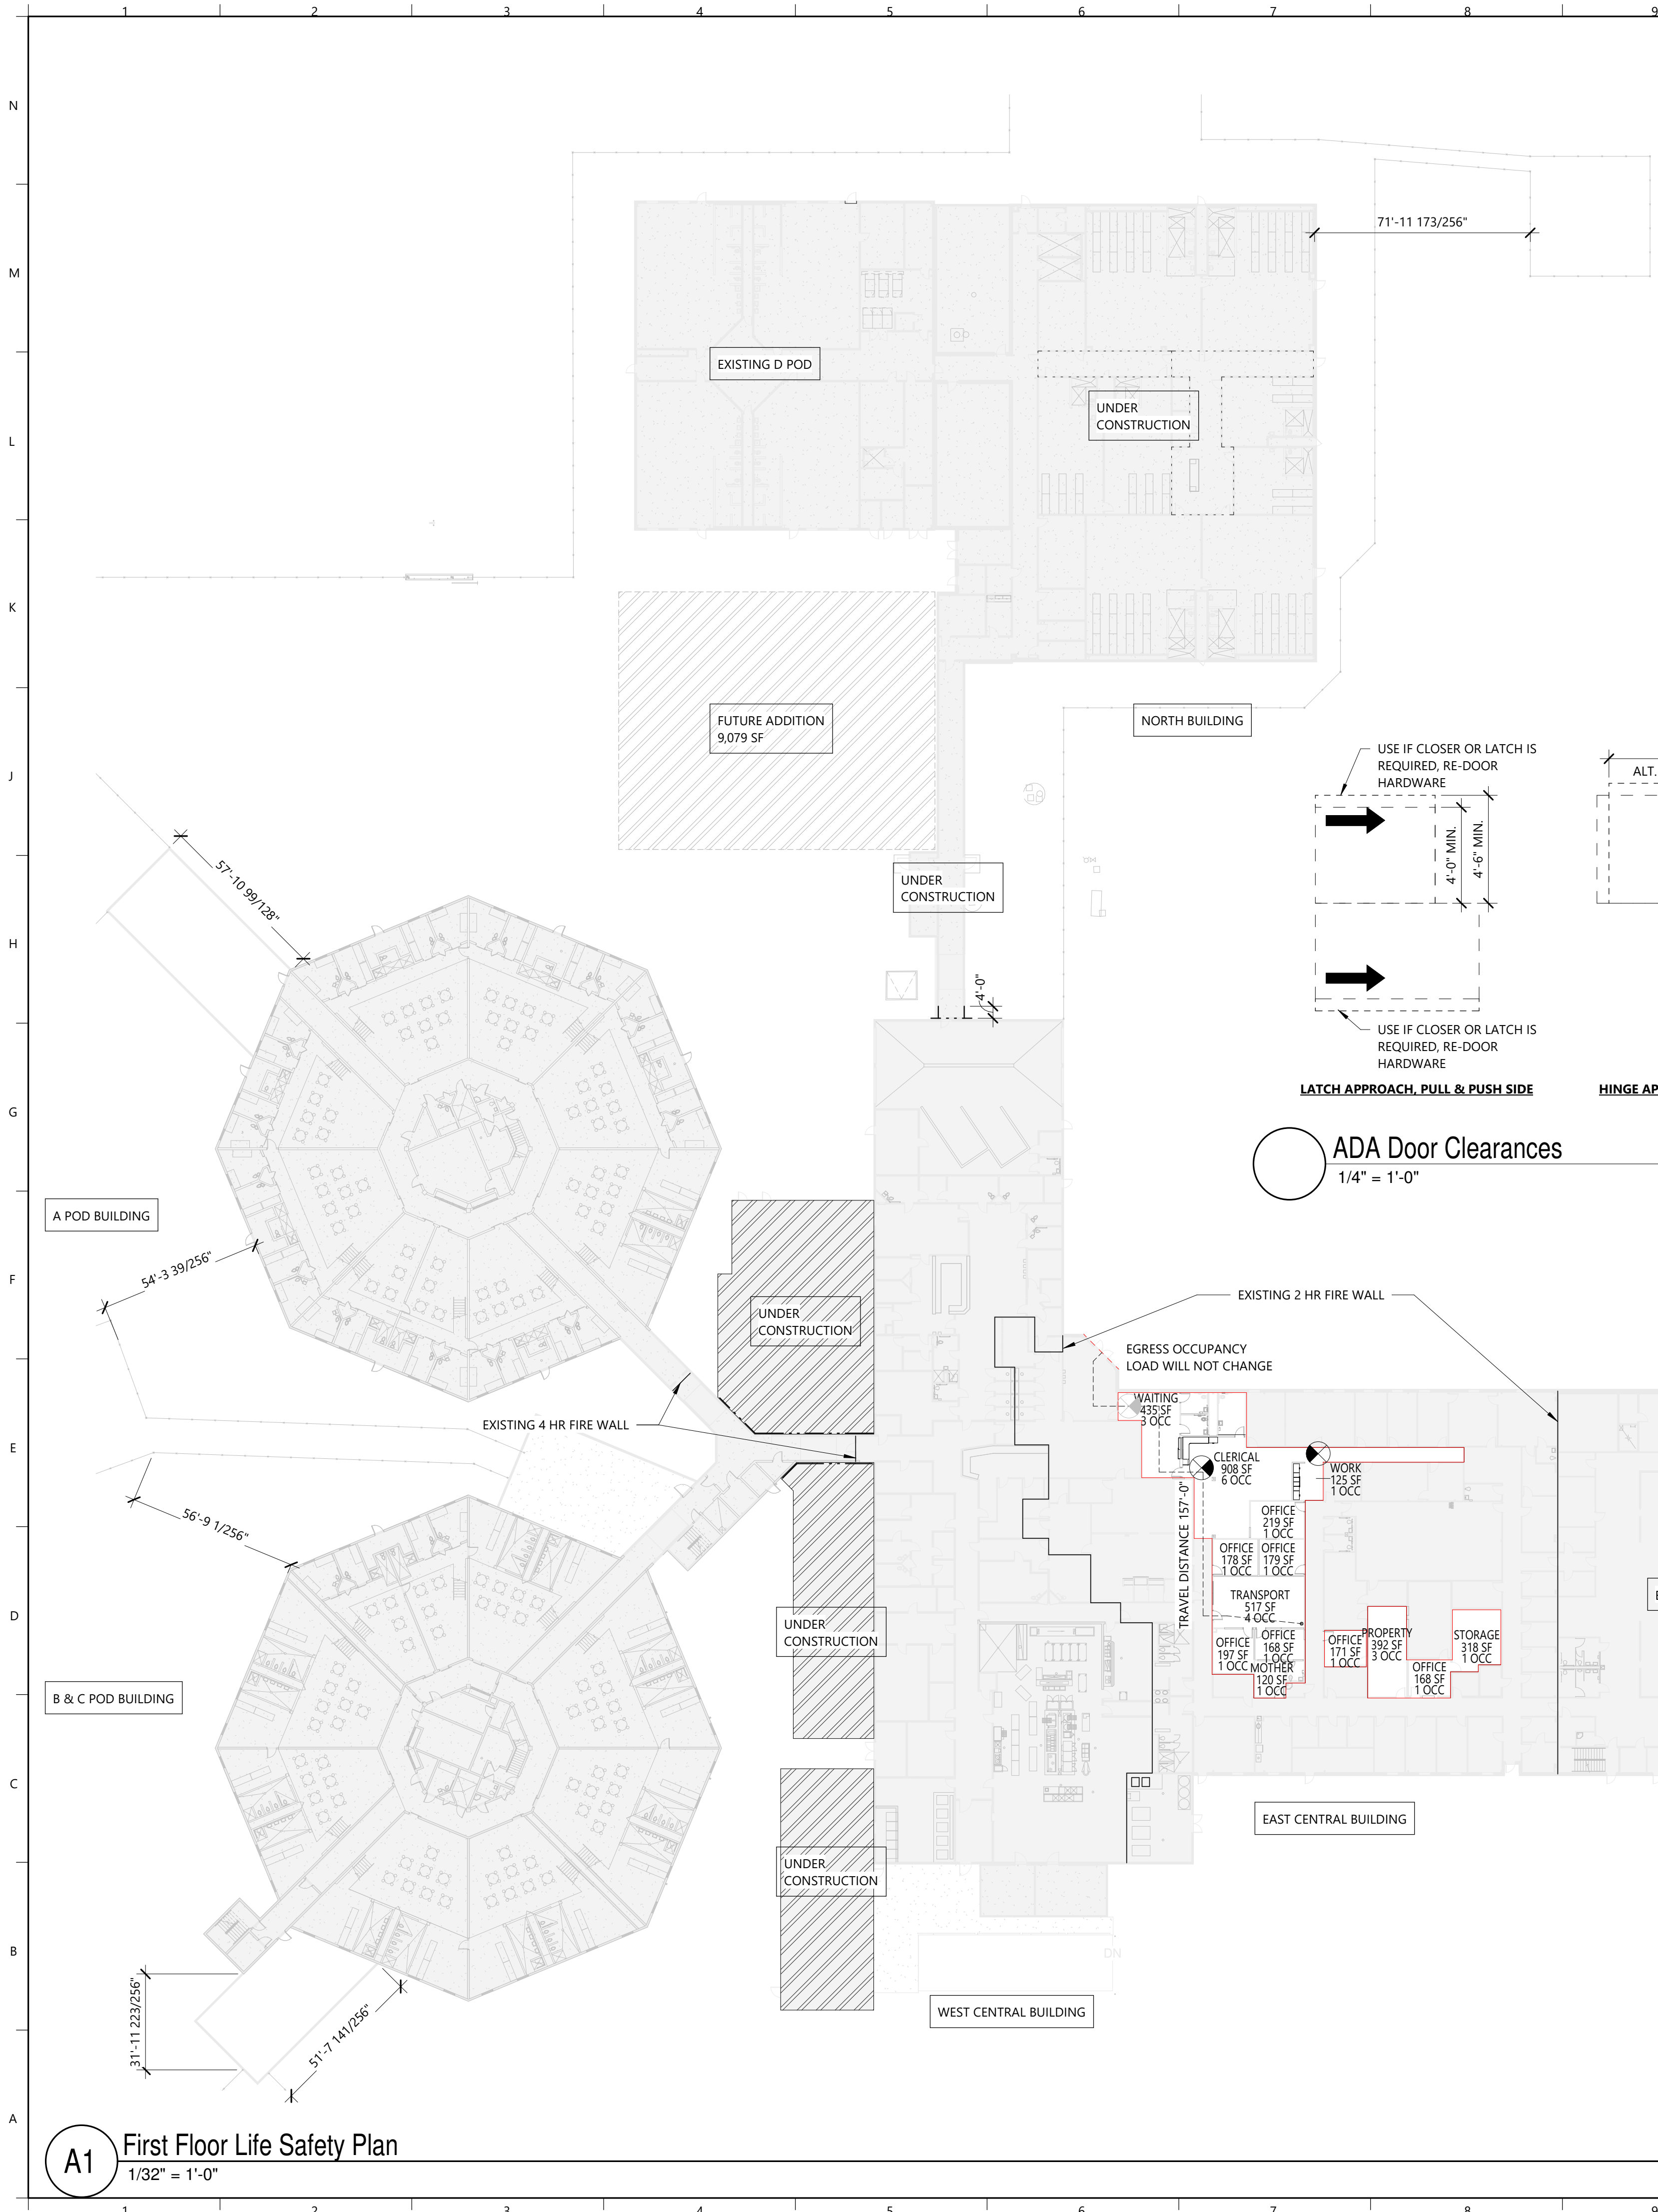 1 2 3 4 5 6 7 8 9
N
M
L
K
J
H
G
F
E
D
C
B
A
71'-11 173/256"
EXISTING D POD
UNDER
CONSTRUCTION
FUTURE ADDITION
9,079 SF
NORTH BUILDING
USE IF CLOSER OR LATCH IS
REQUIRED, RE-DOOR
HARDWARE
ALT.
4'-0" MIN.
4'-6" MIN.
UNDER
CONSTRUCTION
57'-10 99/128"
4'-0"
USE IF CLOSER OR LATCH IS
REQUIRED, RE-DOOR
HARDWARE
LATCH APPROACH, PULL & PUSH SIDE
HINGE AP
ADA Door Clearances
1/4" = 1'-0"
A POD BUILDING
54'-3 39/256"
UNDER
CONSTRUCTION
EXISTING 2 HR FIRE WALL
EGRESS OCCUPANCY
LOAD WILL NOT CHANGE
EXISTING 4 HR FIRE WALL
WAITING
435 SF
3 OCC
CLERICAL
908 SF
6 OCC
WORK
125 SF
1 OCC
TRAVEL DISTANCE 157'-0"
OFFICE
219 SF
1 OCC
OFFICE
178 SF
1 OCC
OFFICE
179 SF
1 OCC
TRANSPORT
517 SF
4 OCC
OFFICE
197 SF
1 OCC
OFFICE
168 SF
1 OCC
MOTHER
120 SF
1 OCC
OFFICE
171 SF
1 OCC
PROPERTY
392 SF
3 OCC
OFFICE
168 SF
1 OCC
STORAGE
318 SF
1 OCC
56'-9 1/256"
UNDER
CONSTRUCTION
B & C POD BUILDING
EAST CENTRAL BUILDING
UNDER
CONSTRUCTION
DN
WEST CENTRAL BUILDING
31'-11 223/256"
51'-7 141/256"
A1
First Floor Life Safety Plan
1/32" = 1'-0"
1 2 3 4 5 6 7 8 9